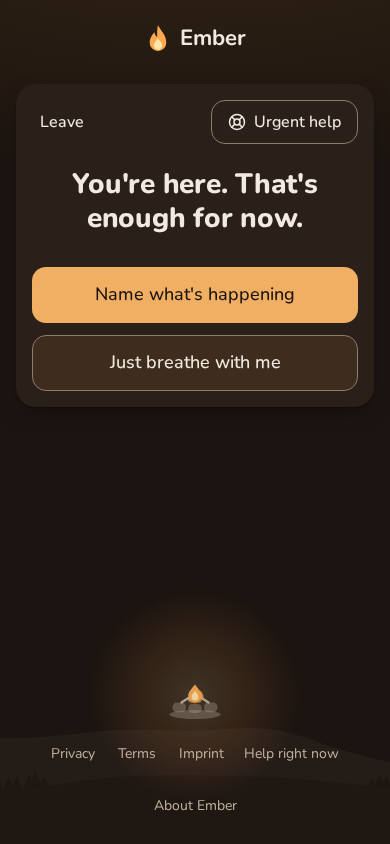 Ember
Leave
Urgent help
You're here. That's
enough for now.
Name what's happening
Just breathe with me
Privacy
Terms
Imprint
Help right now
About Ember